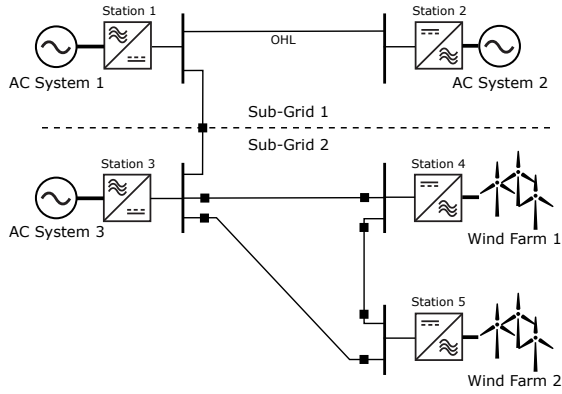 Station 1
Station 2
OHL
AC System 1
AC System 2
Sub-Grid 1
Sub-Grid 2
Station 3
Station 4
AC System 3
Wind Farm 1
Station 5
Wind Farm 2